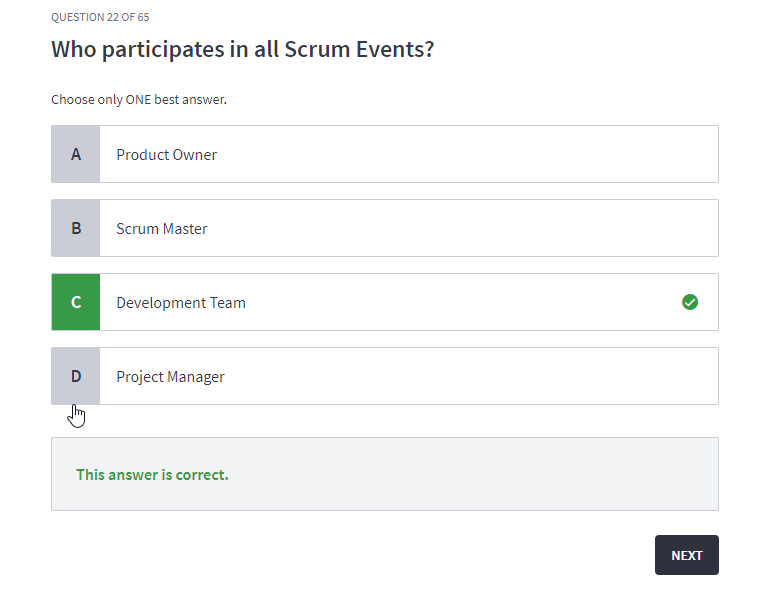 QUESTION 22 OF 65
Who participates in all Scrum Events?
Choose only ONE best answer.
A
Product Owner
B
Scrum Master
C
Development Team
D
Project Manager
This answer is correct.
NEXT